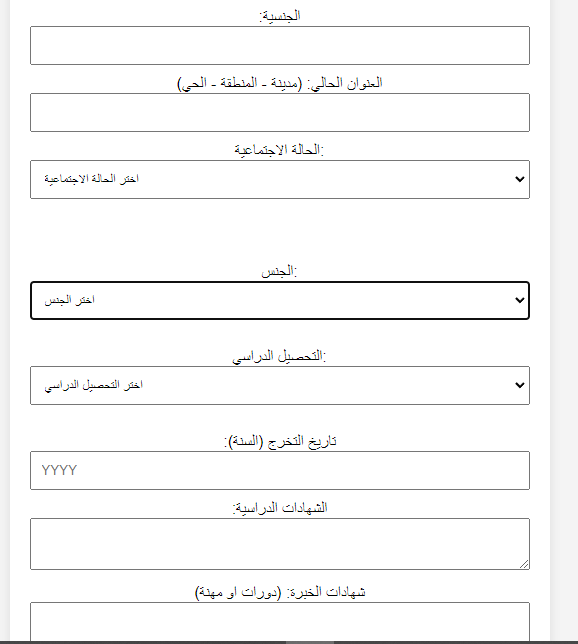 الجنسية:
العنوان الحالي: (مدينة - المنطقة - الحي)
الحالة الاجتماعية:
اختر الحالة الاجتماعية
الجنس:
اختر الجنس
التحصيل الدراسي:
اختر التحصيل الدراسي
تاريخ التخرج (السنة):
YYYY
الشهادات الدراسية:
شهادات الخبرة: (دورات او مهنة)